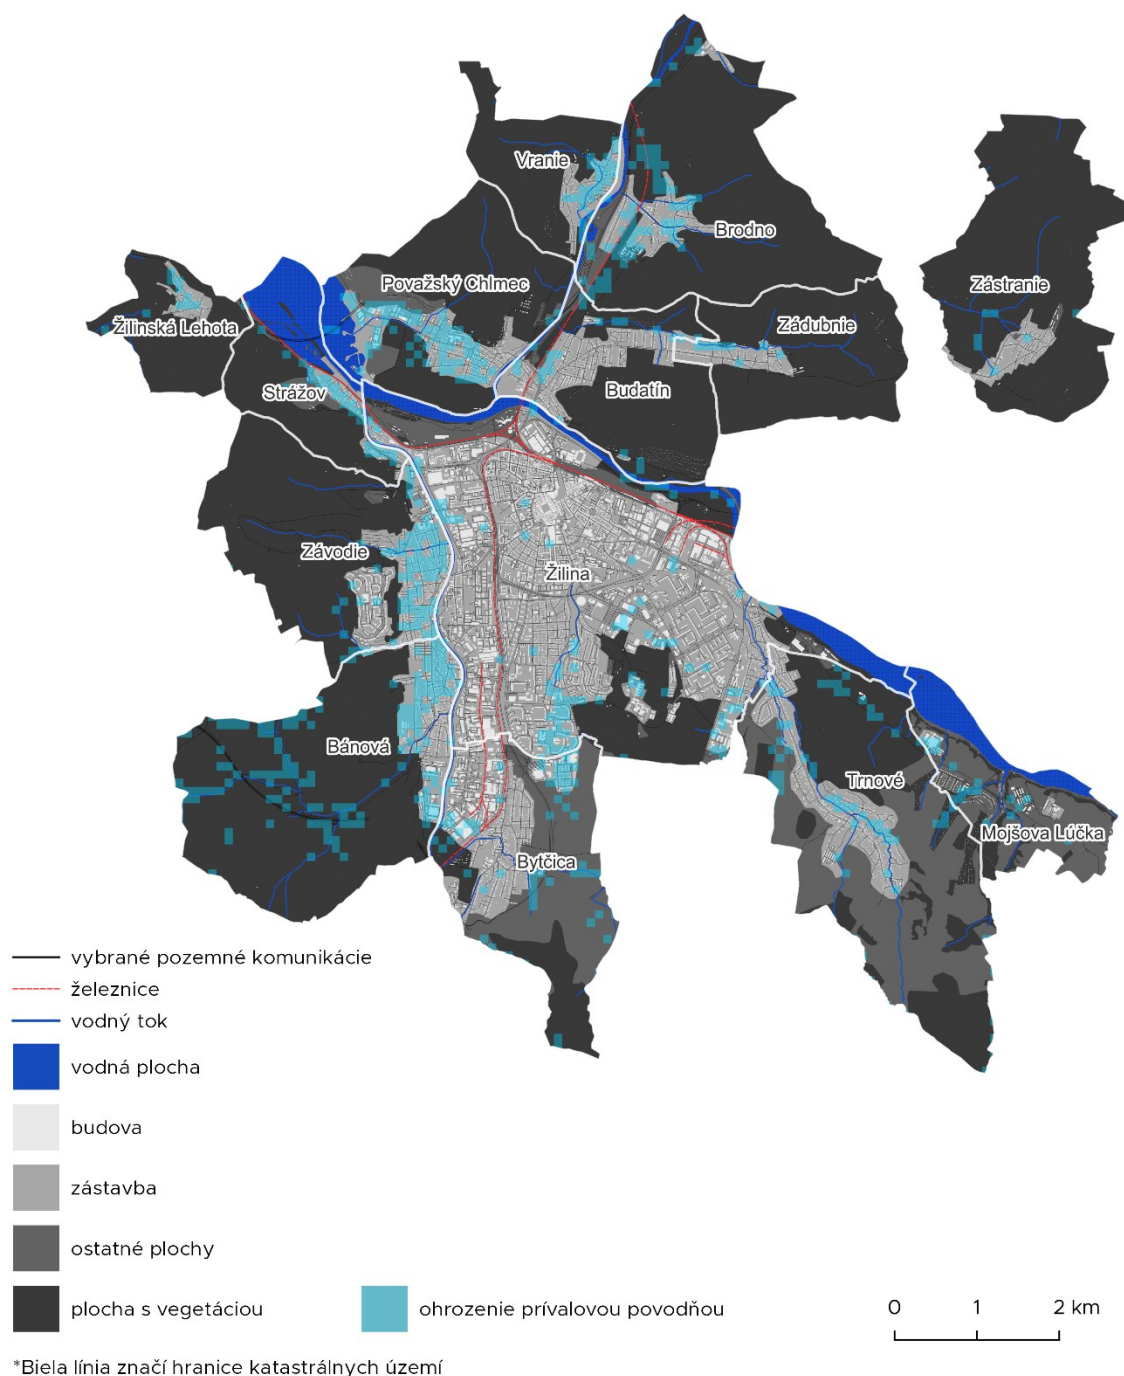 Vranie
Brodno
Považský Chlmec
Zástranie
Žilinská Lehota
Zádubnie
Strážov
Budatín
Závodie
Žilina
Bánová
Trnové
Mojšova Lúčka
Bytčica
vybrané pozemné komunikácie
železnice
vodný tok
vodná plocha
budova
zástavba
ostatné plochy
plocha s vegetáciou
ohrozenie prívalovou povodňou
0 1 2 km
*Biela línia značí hranice katastrálnych území